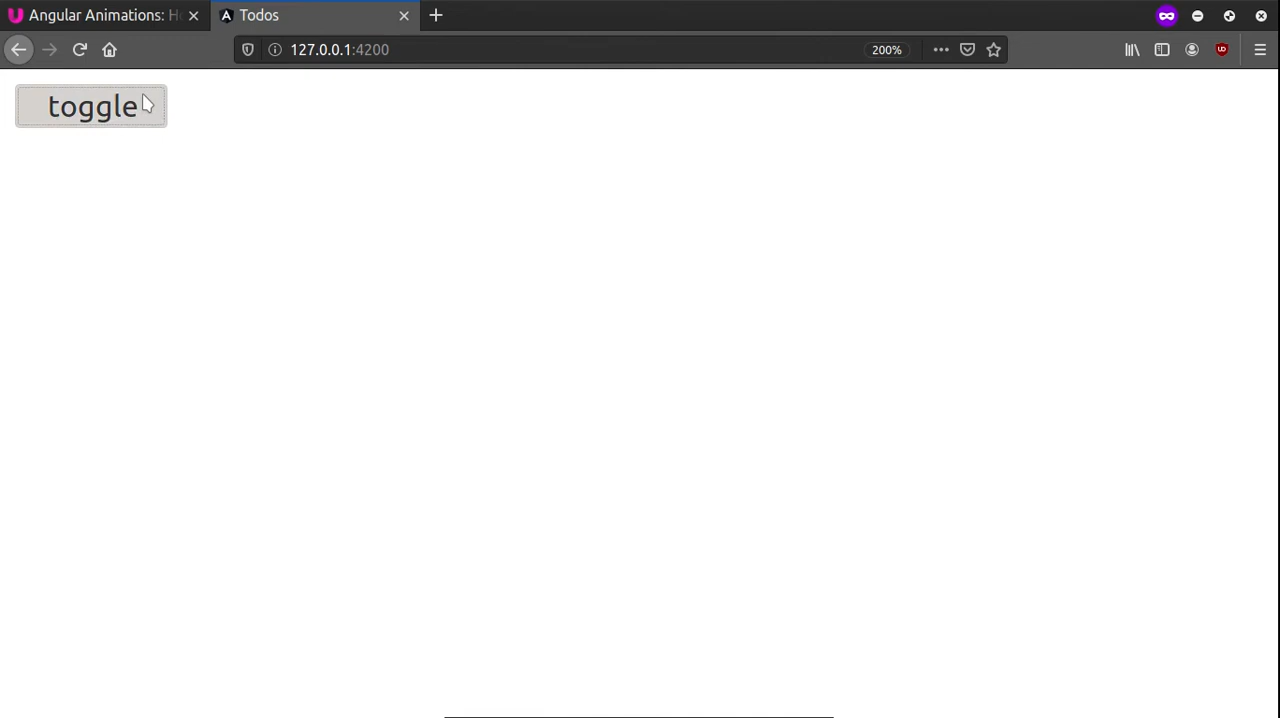 Angular Animations: H
Todos
127.0.0.1:4200
200%
toggle